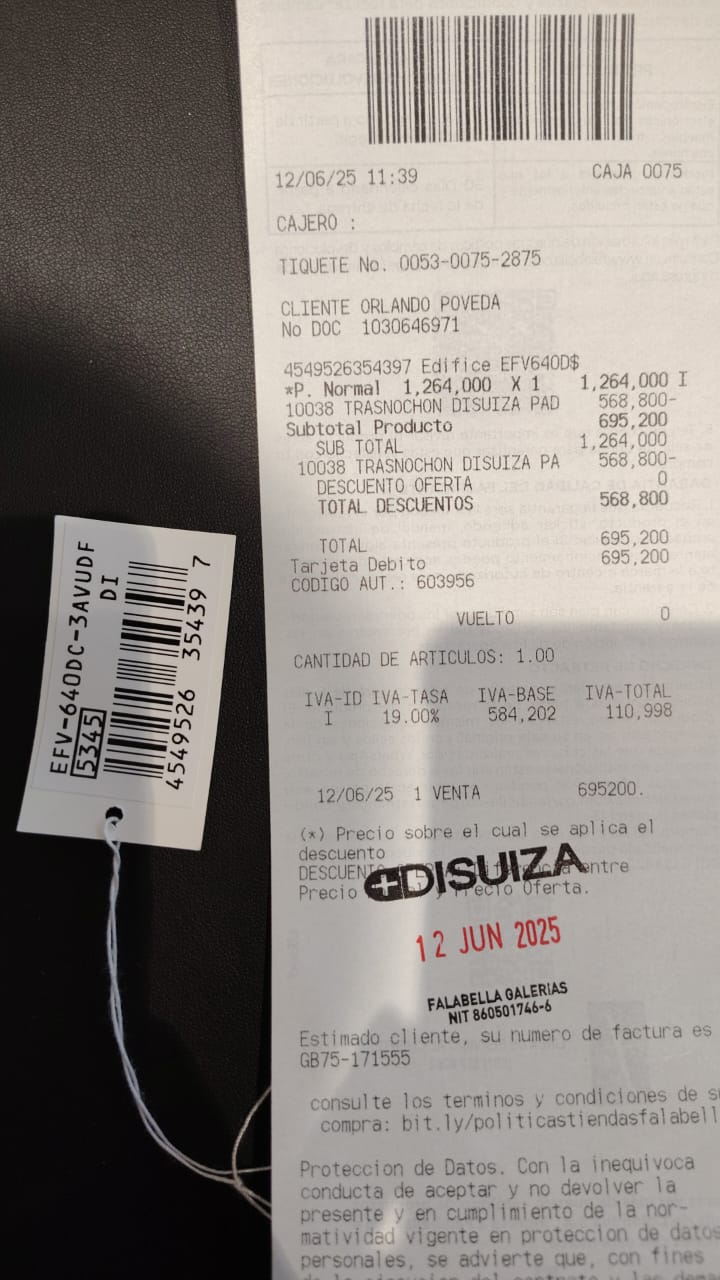 12/06/25 11:39 CAJA 0075
CAJERO :
TIQUETE No. 0053-0075-2875
CLIENTE ORLANDO POVEDA
No DOC 1030646971
4549526354397 Edifice EFV640D$
*P. Normal 1,264,000 X 1 1,264,000 I
10038 TRASNOCHON DISUIZA PAD 568,800-
Subtotal Producto 695,200
SUB TOTAL 1,264,000
10038 TRASNOCHON DISUIZA PA 568,800-
DESCUENTO OFERTA 0
TOTAL DESCUENTOS 568,800
TOTAL 695,200
Tarjeta Debito 695,200
CODIGO AUT.: 603956
VUELTO 0
CANTIDAD DE ARTICULOS: 1.00
IVA-ID IVA-TASA IVA-BASE IVA-TOTAL
I 19.00% 584,202 110,998
12/06/25 1 VENTA 695200.
(*) Precio sobre el cual se aplica el
descuento
DESCUENTO OFERTA: Diferencia entre
Precio y Precio Oferta.
DISUIZA
12 JUN 2025
FALABELLA GALERIAS
NIT 860501746-6
Estimado cliente, su numero de factura es
GB75-171555
consulte los terminos y condiciones de
compra: bit.ly/politicastiendasfalabell
Proteccion de Datos. Con la inequivoca
conducta de aceptar y no devolver la
presente y en cumplimiento de la nor-
matividad vigente en proteccion de datos
personales, se advierte que, con fines
EFV-640DC-3AVUDF
DI
5345
4549526 35439 7